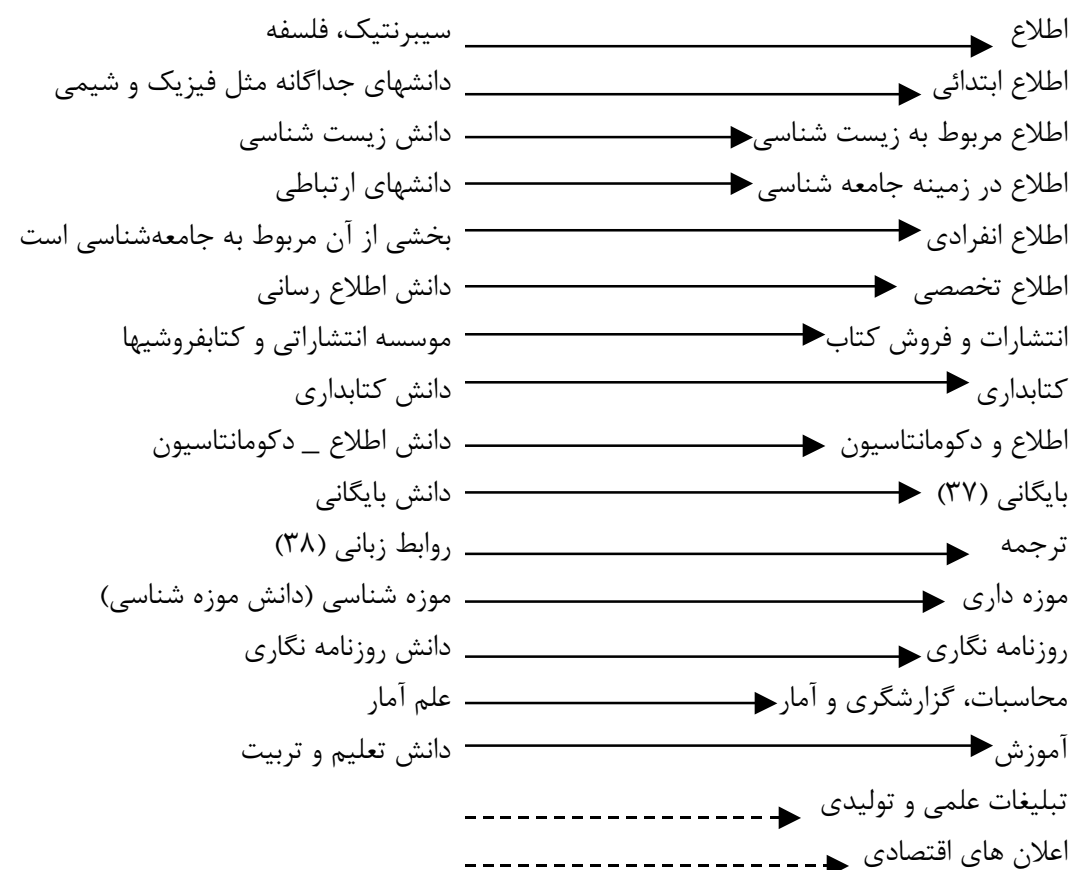 اطلاع سیبرنتیک، فلسفه
اطلاع ابتدائی دانشهای جداگانه مثل فیزیک و شیمی
اطلاع مربوط به زیست شناسی دانش زیست شناسی
اطلاع در زمینه جامعه شناسی دانشهای ارتباطی
اطلاع انفرادی بخشی از آن مربوط به جامعه‌شناسی است
اطلاع تخصصی دانش اطلاع رسانی
انتشارات و فروش کتاب موسسه انتشاراتی و کتابفروشیها
کتابداری دانش کتابداری
اطلاع و دکومانتاسیون دانش اطلاع _ دکومانتاسیون
بایگانی (۳۷) دانش بایگانی
ترجمه روابط زبانی (۳۸)
موزه داری موزه شناسی (دانش موزه شناسی)
روزنامه نگاری دانش روزنامه نگاری
محاسبات، گزارشگری و آمار علم آمار
آموزش دانش تعلیم و تربیت
تبلیغات علمی و تولیدی
اعلان های اقتصادی